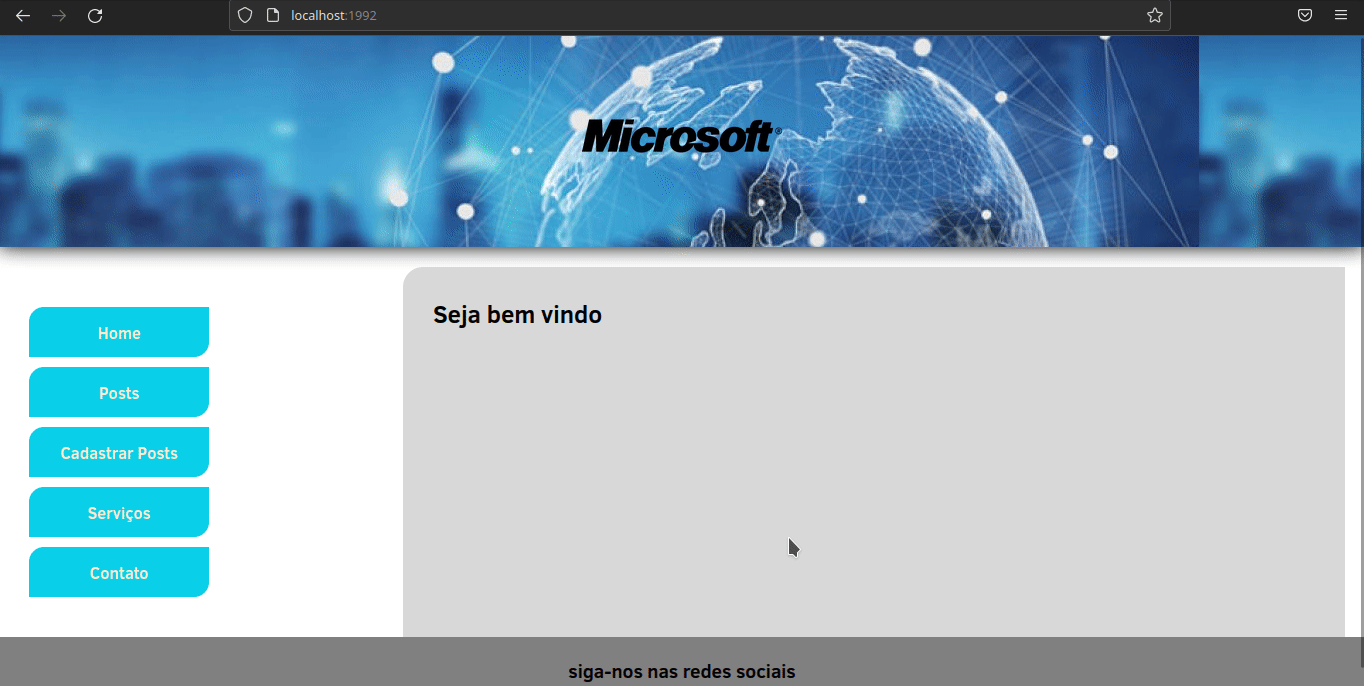 localhost:1992
Microsoft®
Seja bem vindo
Home
Posts
Cadastrar Posts
Serviços
Contato
siga-nos nas redes sociais